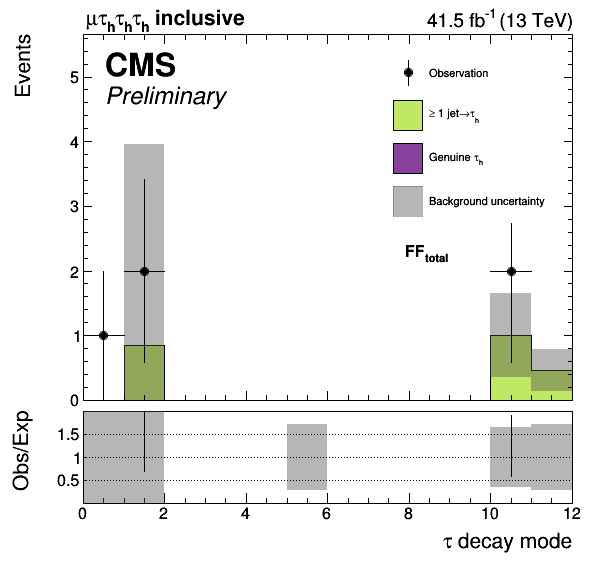 μτₕτₕτₕ inclusive
41.5 fb⁻¹ (13 TeV)
Events
CMS
Preliminary
Observation
≥ 1 jet→τₕ
Genuine τₕ
Background uncertainty
FF_total
5
4
3
2
1
0
Obs/Exp
1.5
1
0.5
0 2 4 6 8 10 12
τ decay mode